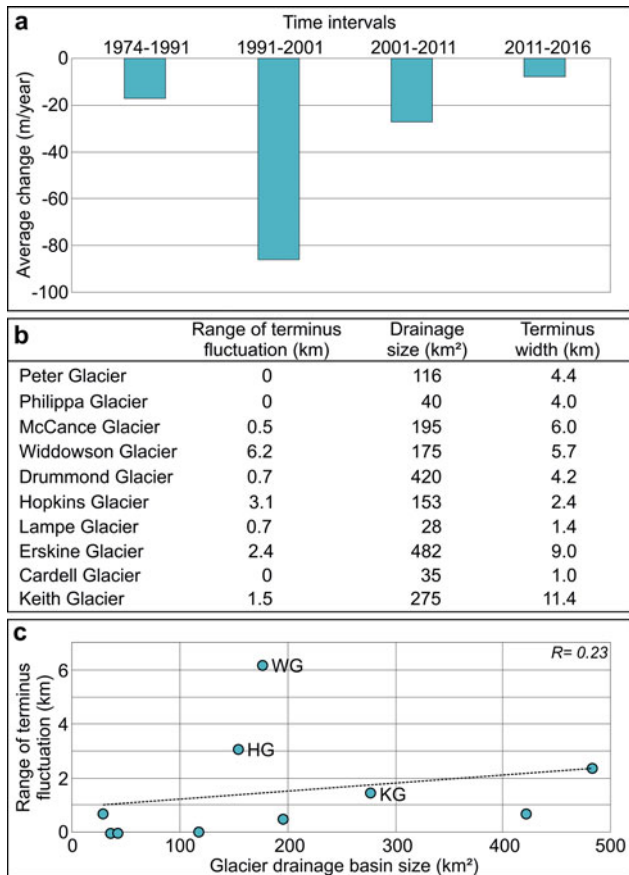 a
Time intervals
1974-1991 1991-2001 2001-2011 2011-2016
Average change (m/year)
0
-20
-40
-60
-80
-100
b
Range of terminus fluctuation (km) Drainage size (km²) Terminus width (km)
Peter Glacier 0 116 4.4
Philippa Glacier 0 40 4.0
McCance Glacier 0.5 195 6.0
Widdowson Glacier 6.2 175 5.7
Drummond Glacier 0.7 420 4.2
Hopkins Glacier 3.1 153 2.4
Lampe Glacier 0.7 28 1.4
Erskine Glacier 2.4 482 9.0
Cardell Glacier 0 35 1.0
Keith Glacier 1.5 275 11.4
c
R= 0.23
Range of terminus
fluctuation (km)
6
4
2
0
WG
HG
KG
0 100 200 300 400 500
Glacier drainage basin size (km²)